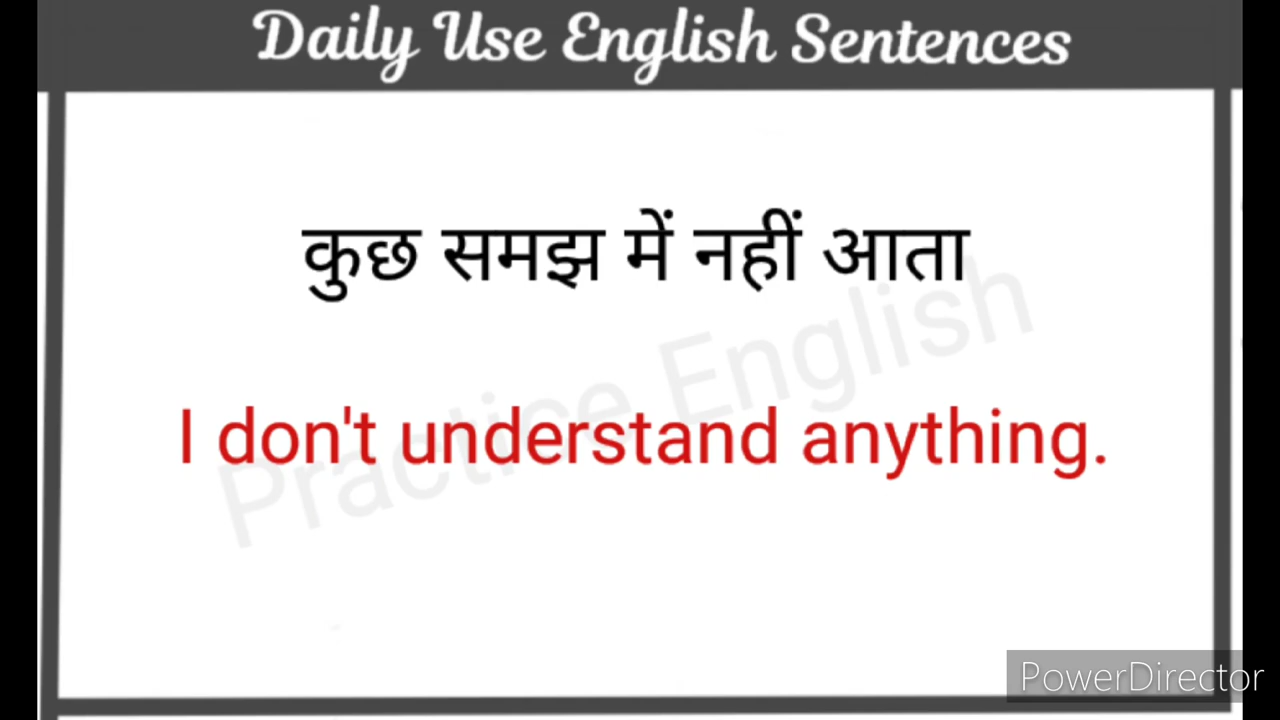 Daily Use English Sentences
कुछ समझ में नहीं आता
I don't understand anything.
Practice English
PowerDirector